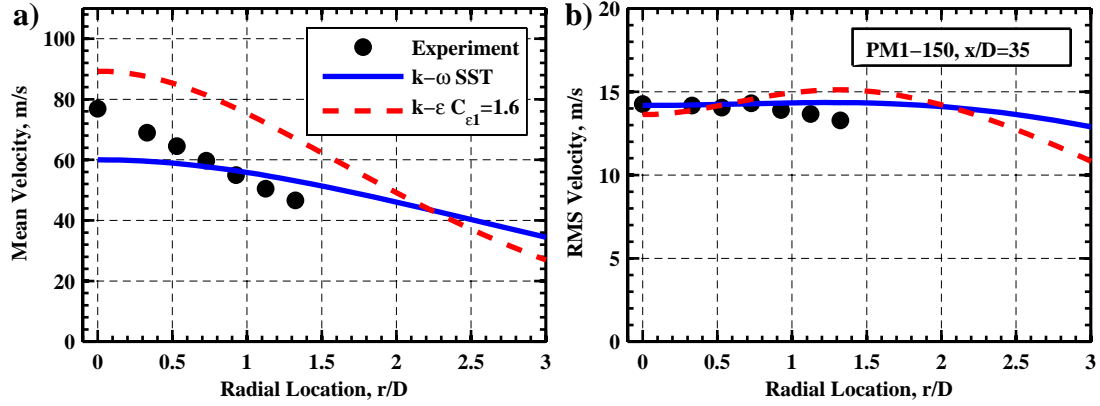 a)
100
80
60
40
20
0
Mean Velocity, m/s
Experiment
k−ω SST
k−ε Cε1=1.6
0 0.5 1 1.5 2 2.5 3
Radial Location, r/D
b)
20
15
10
5
0
RMS Velocity, m/s
PM1−150, x/D=35
0 0.5 1 1.5 2 2.5 3
Radial Location, r/D